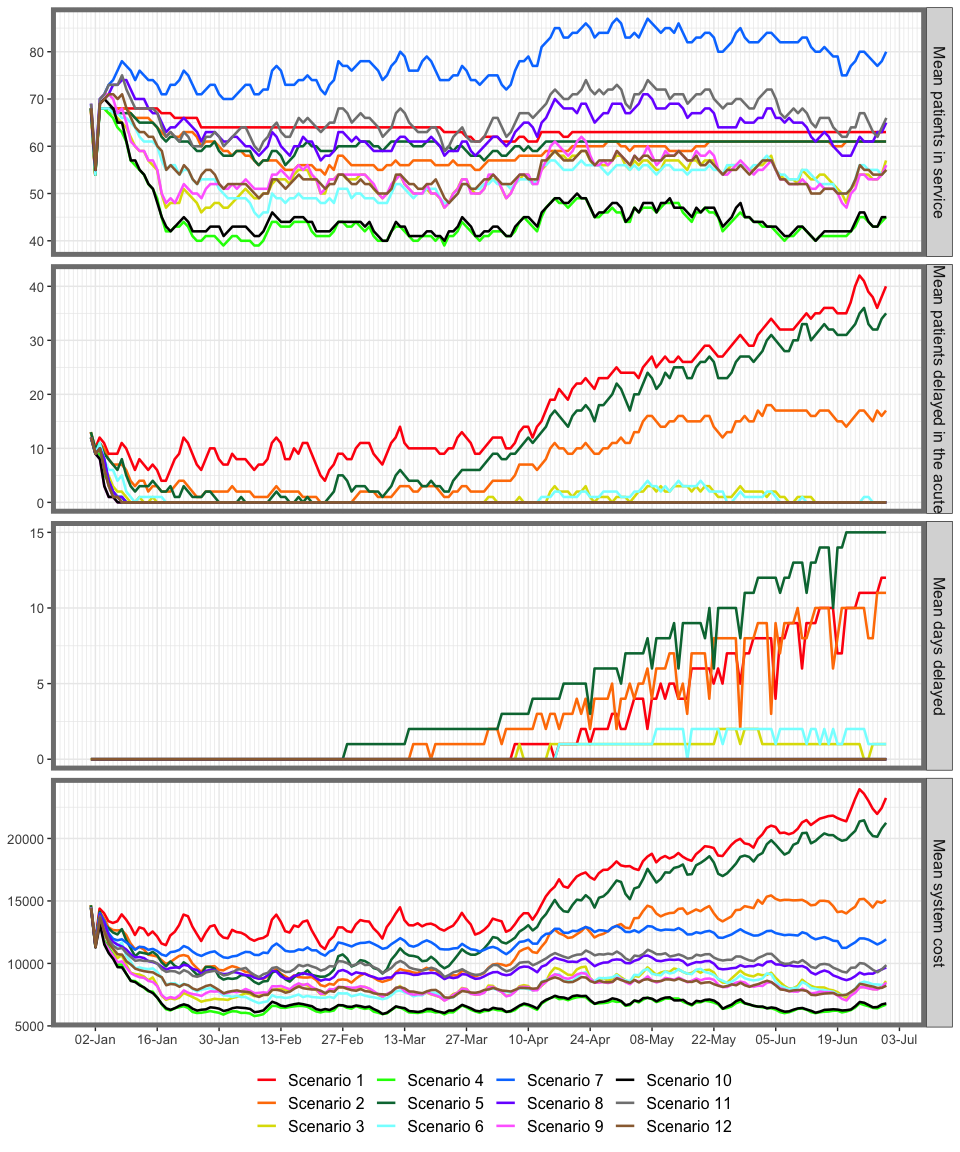 80
70
60
50
40
Mean patients in service
40
30
20
10
0
Mean patients delayed in the acute
15
10
5
0
Mean days delayed
20000
15000
10000
5000
Mean system cost
02-Jan 16-Jan 30-Jan 13-Feb 27-Feb 13-Mar 27-Mar 10-Apr 24-Apr 08-May 22-May 05-Jun 19-Jun 03-Jul
Scenario 1 Scenario 4 Scenario 7 Scenario 10
Scenario 2 Scenario 5 Scenario 8 Scenario 11
Scenario 3 Scenario 6 Scenario 9 Scenario 12